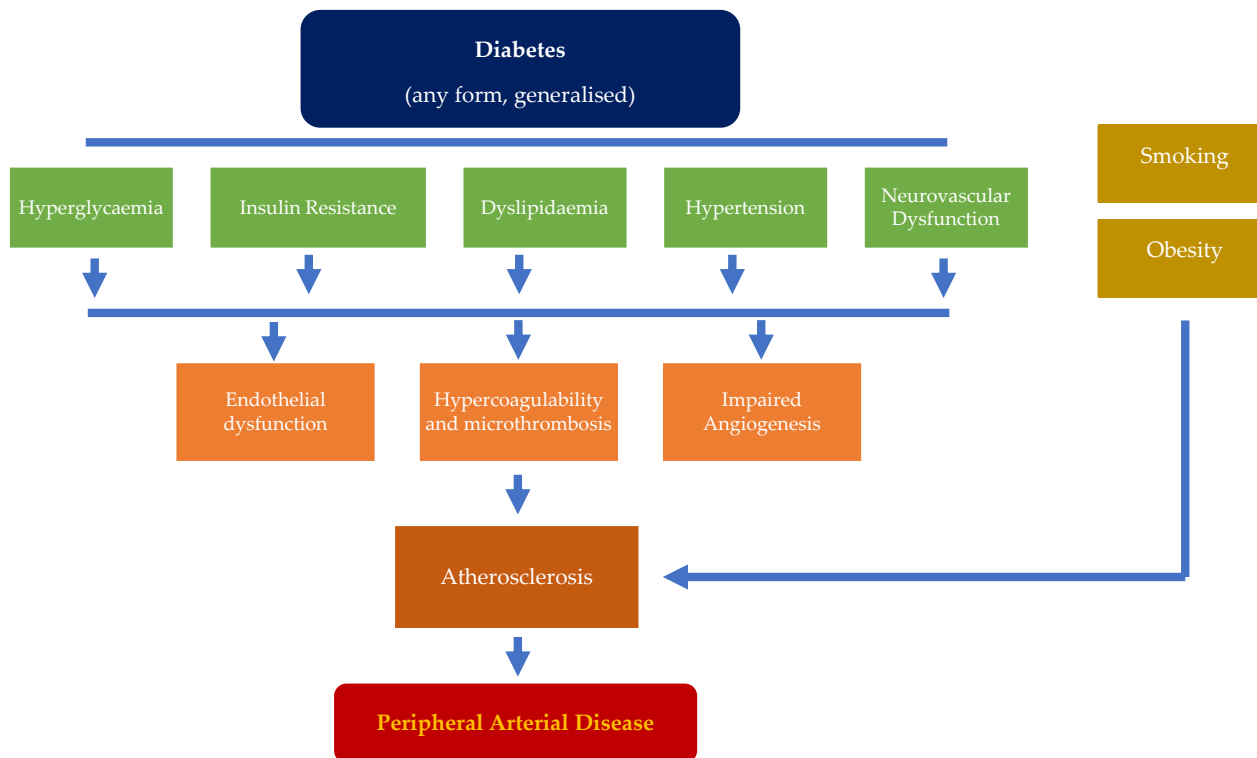 Diabetes
(any form, generalised)
Smoking
Obesity
Hyperglycaemia
Insulin Resistance
Dyslipidaemia
Hypertension
Neurovascular
Dysfunction
Endothelial
dysfunction
Hypercoagulability
and microthrombosis
Impaired
Angiogenesis
Atherosclerosis
Peripheral Arterial Disease